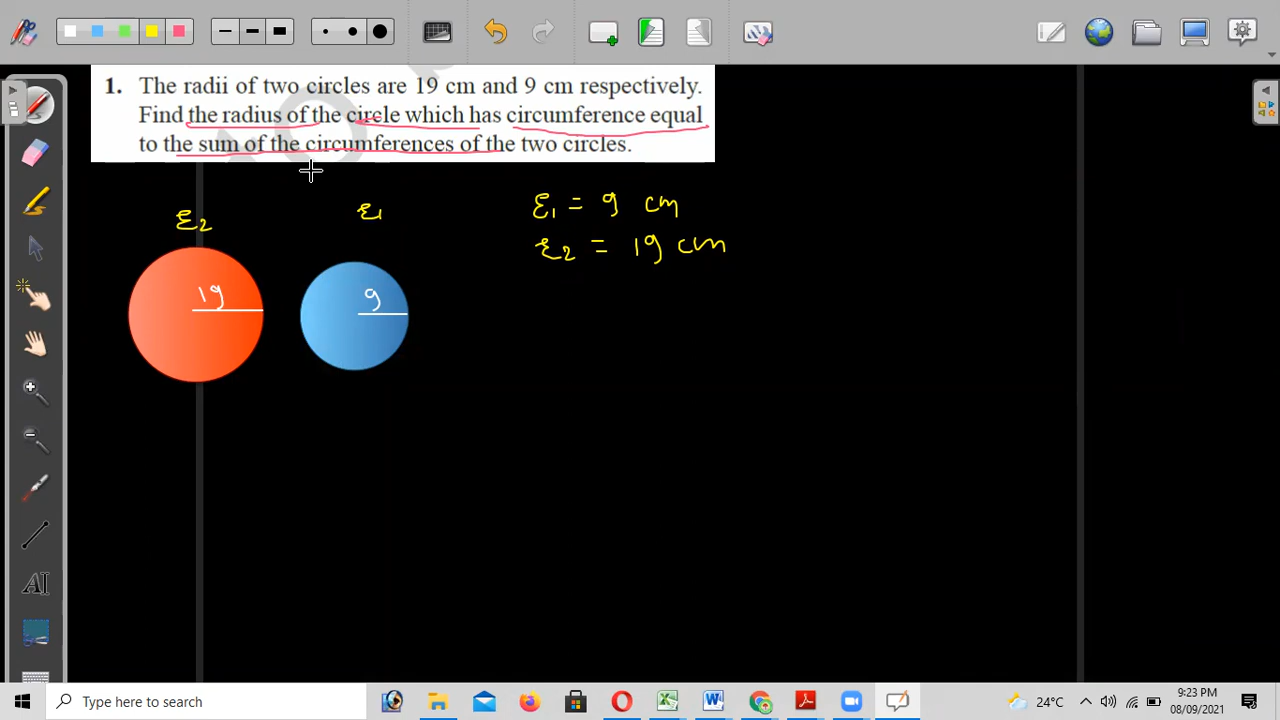 1. The radii of two circles are 19 cm and 9 cm respectively.
Find the radius of the circle which has circumference equal
to the sum of the circumferences of the two circles.
r2
r1
r1 = 9 cm
r2 = 19 cm
19
9
AI
Type here to search
24°C
9:23 PM
08/09/2021